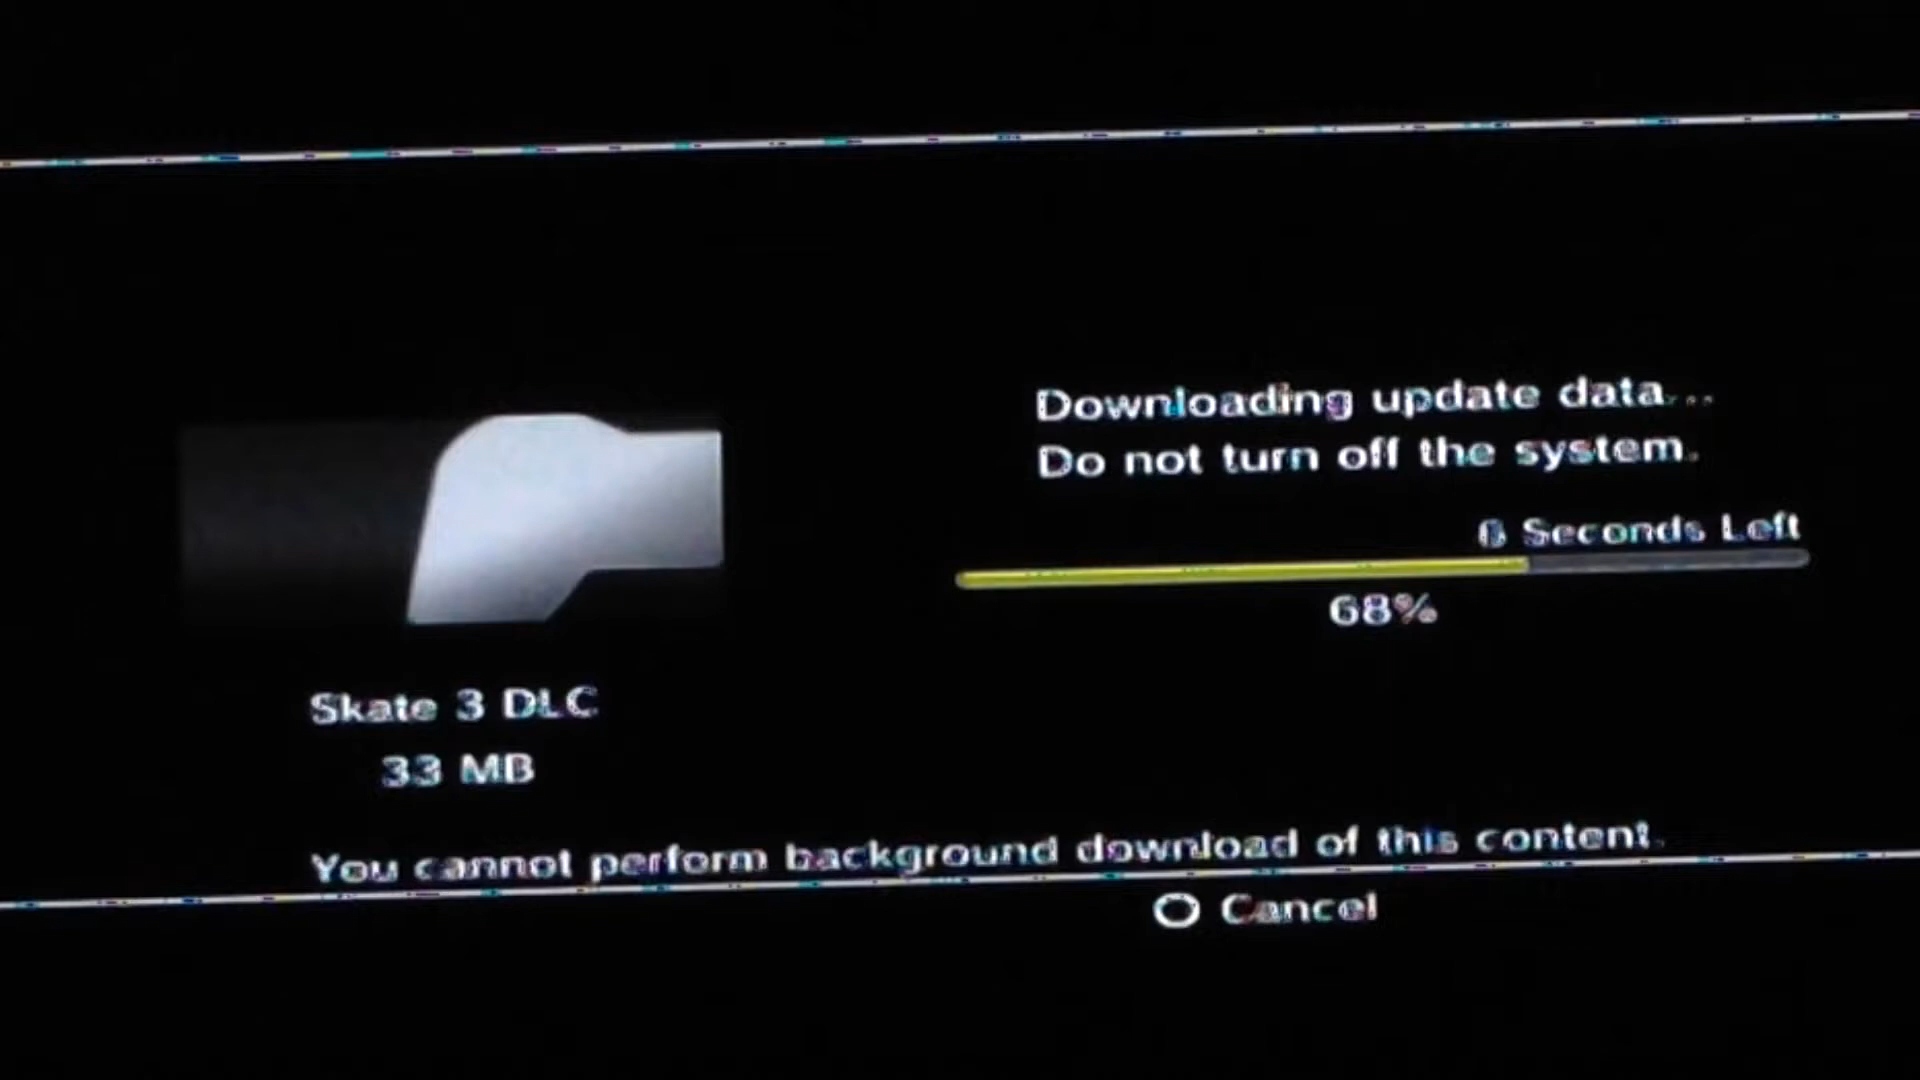 Downloading update data...
Do not turn off the system.
Seconds Left
68%
Skate 3 DLC
33 MB
You cannot perform background download of this content.
Cancel